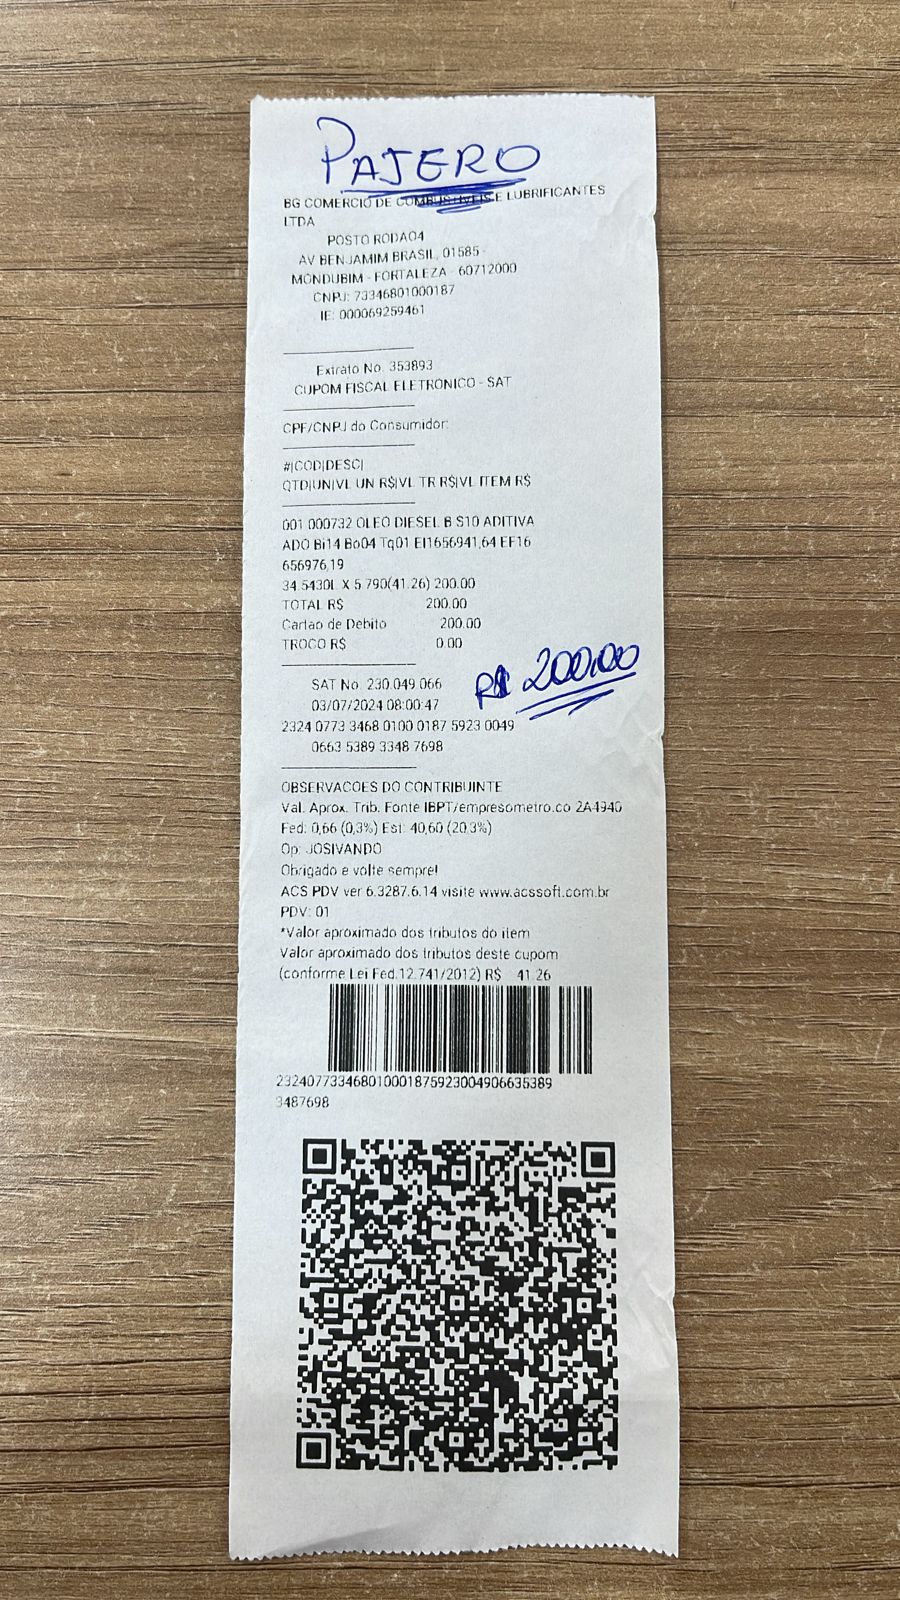 PAJERO
BG COMERCIO DE COMBUSTIVEIS E LUBRIFICANTES
LTDA
POSTO RODAO4
AV BENJAMIM BRASIL, 01585 -
MONDUBIM - FORTALEZA - 60712000
CNPJ: 73346801000187
IE: 000069259461
Extrato No. 353893
CUPOM FISCAL ELETRONICO - SAT
CPF/CNPJ do Consumidor:
#|COD|DESC|
QTD|UN|VL UN R$|VL TR R$|VL ITEM R$
001 000732 OLEO DIESEL B S10 ADITIVA
ADO Bi14 Bo04 Tq01 EI1656941,64 EF16
656976,19
34.5430L X 5.790(41.26) 200.00
TOTAL R$ 200.00
Cartao de Debito 200.00
TROCO R$ 0.00
R$ 200,00
SAT No. 230.049.066
03/07/2024 08:00:47
2324 0773 3468 0100 0187 5923 0049
0663 5389 3348 7698
OBSERVACOES DO CONTRIBUINTE
Val. Aprox. Trib. Fonte IBPT/empresometro.co 2A4940
Fed: 0,66 (0,3%) Est: 40,60 (20,3%)
Op: JOSIVANDO
Obrigado e volte sempre!
ACS PDV ver 6.3287.6.14 visite www.acssoft.com.br
PDV: 01
*Valor aproximado dos tributos do item
Valor aproximado dos tributos deste cupom
(conforme Lei Fed.12.741/2012) R$ 41.26
232407733468010001875923004906635389
3487698